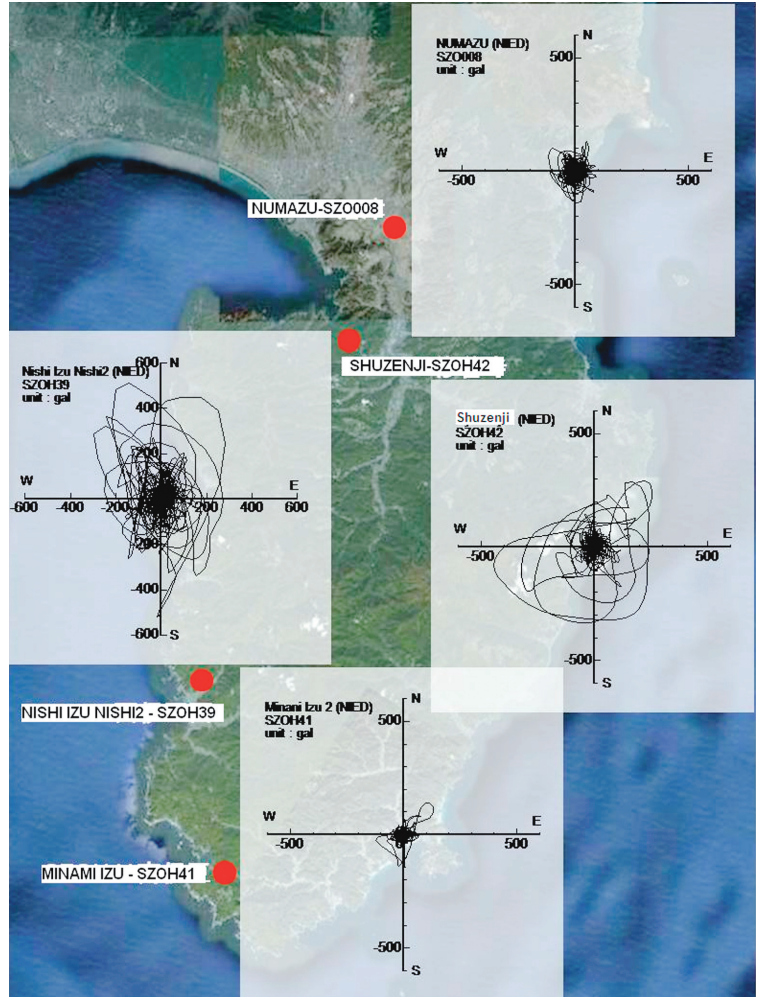 NUMAZU (NIED)
SZO008
unit : gal
N
500
W
E
-500
500
-500
S
NUMAZU-SZO008
SHUZENJI-SZOH42
Nishi Izu Nishi2 (NIED)
SZOH39
unit : gal
600
N
400
200
W
E
-600
-400
-200
200
400
600
-200
-400
-600
S
Shuzenji (NIED)
SZOH42
unit : gal
N
500
W
E
-500
500
-500
S
NISHI IZU NISHI2 - SZOH39
Minani Izu 2 (NIED)
SZOH41
unit : gal
N
500
W
E
-500
0
500
-500
S
MINAMI IZU - SZOH41